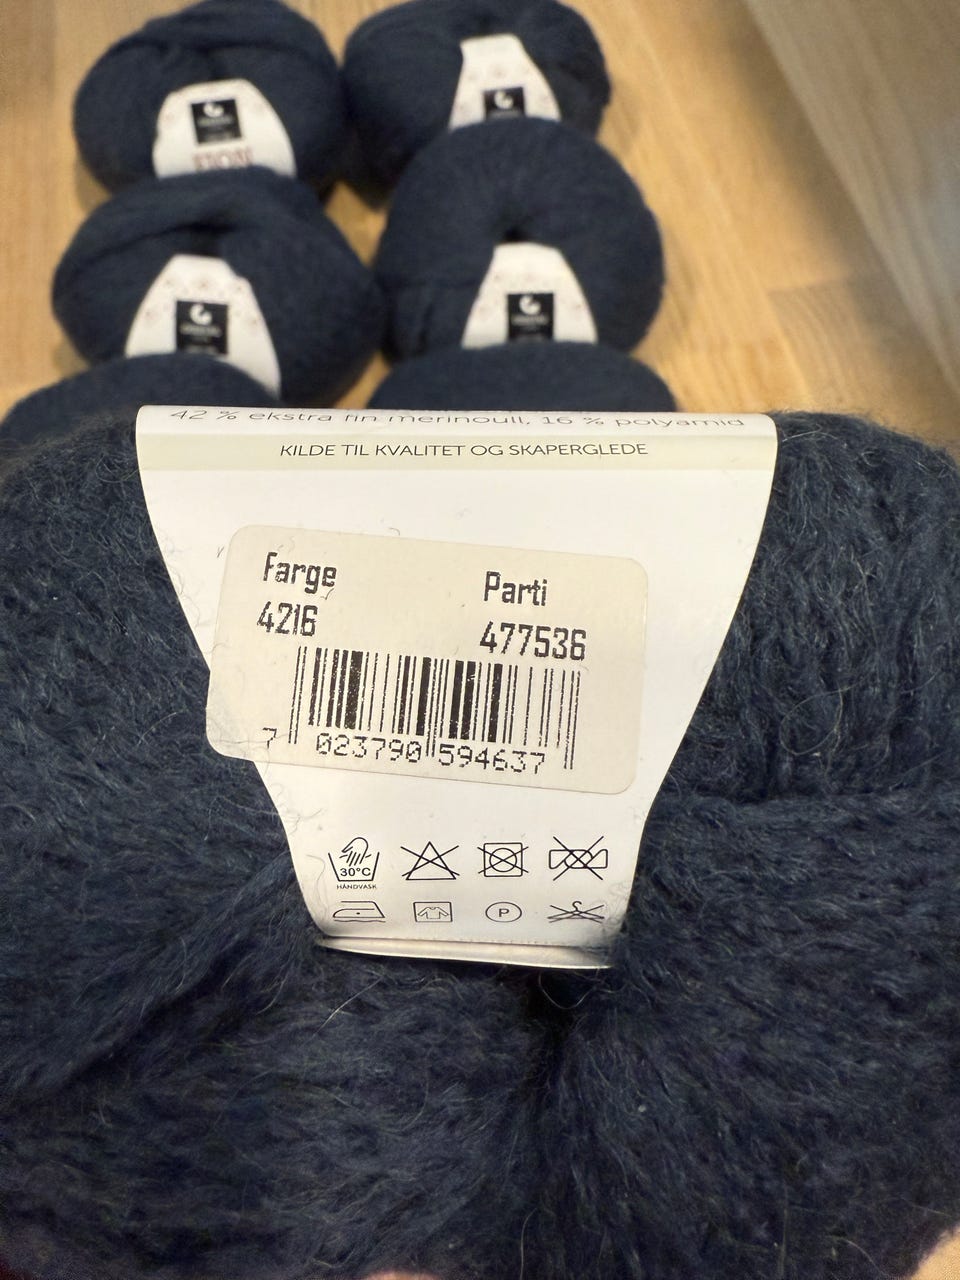 42 % ekstra fin merinoull, 16 % polyamid
KILDE TIL KVALITET OG SKAPERGLEDE
Farge
4216
Parti
477536
7 023790 594637
30°C
HÅNDVASK
P